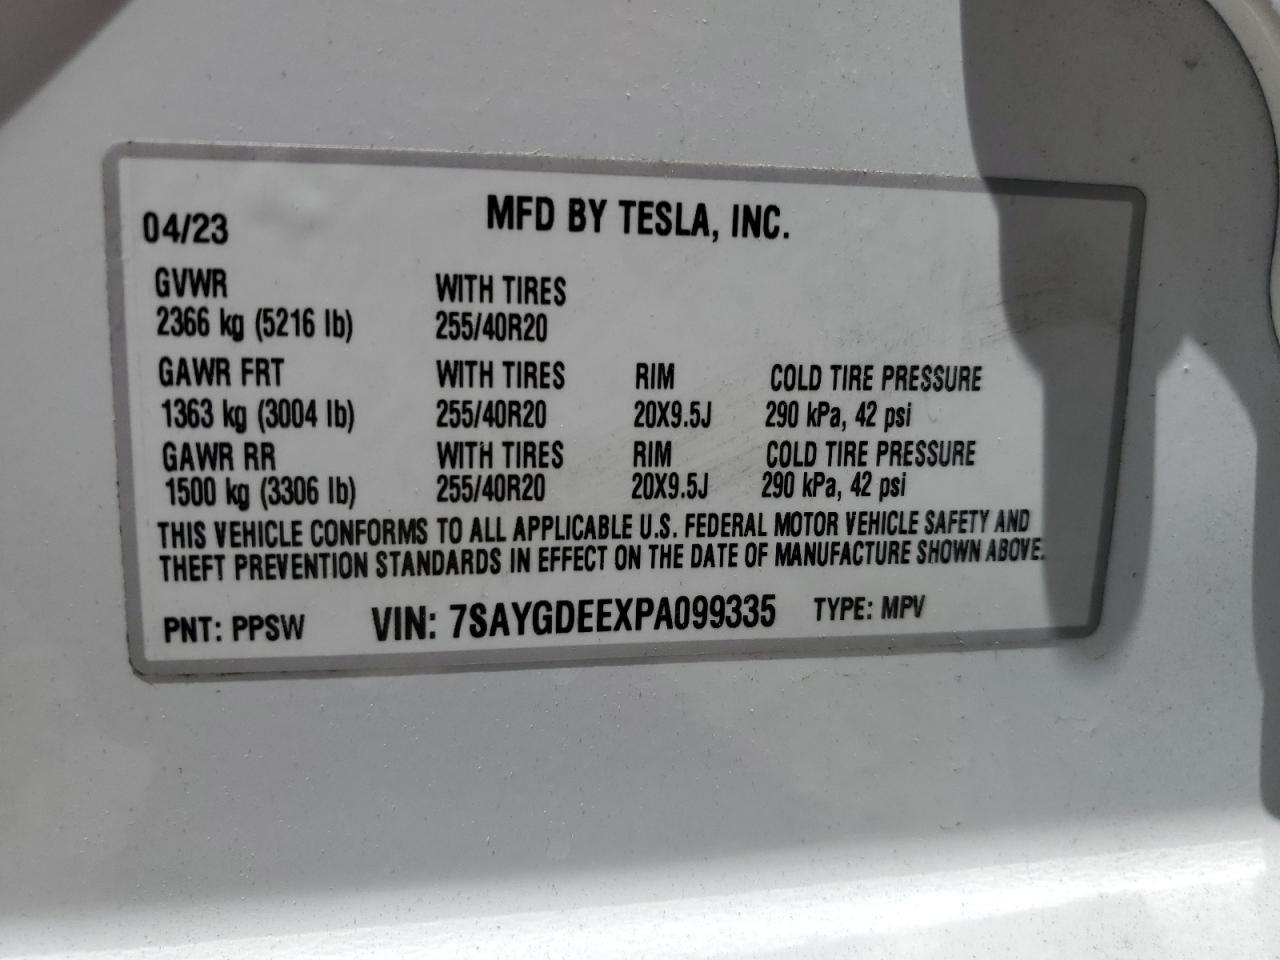 04/23 MFD BY TESLA, INC.
GVWR WITH TIRES
2366 kg (5216 lb) 255/40R20
GAWR FRT WITH TIRES RIM COLD TIRE PRESSURE
1363 kg (3004 lb) 255/40R20 20X9.5J 290 kPa, 42 psi
GAWR RR WITH TIRES RIM COLD TIRE PRESSURE
1500 kg (3306 lb) 255/40R20 20X9.5J 290 kPa, 42 psi
THIS VEHICLE CONFORMS TO ALL APPLICABLE U.S. FEDERAL MOTOR VEHICLE SAFETY AND
THEFT PREVENTION STANDARDS IN EFFECT ON THE DATE OF MANUFACTURE SHOWN ABOVE.
PNT: PPSW VIN: 7SAYGDEEXPA099335 TYPE: MPV